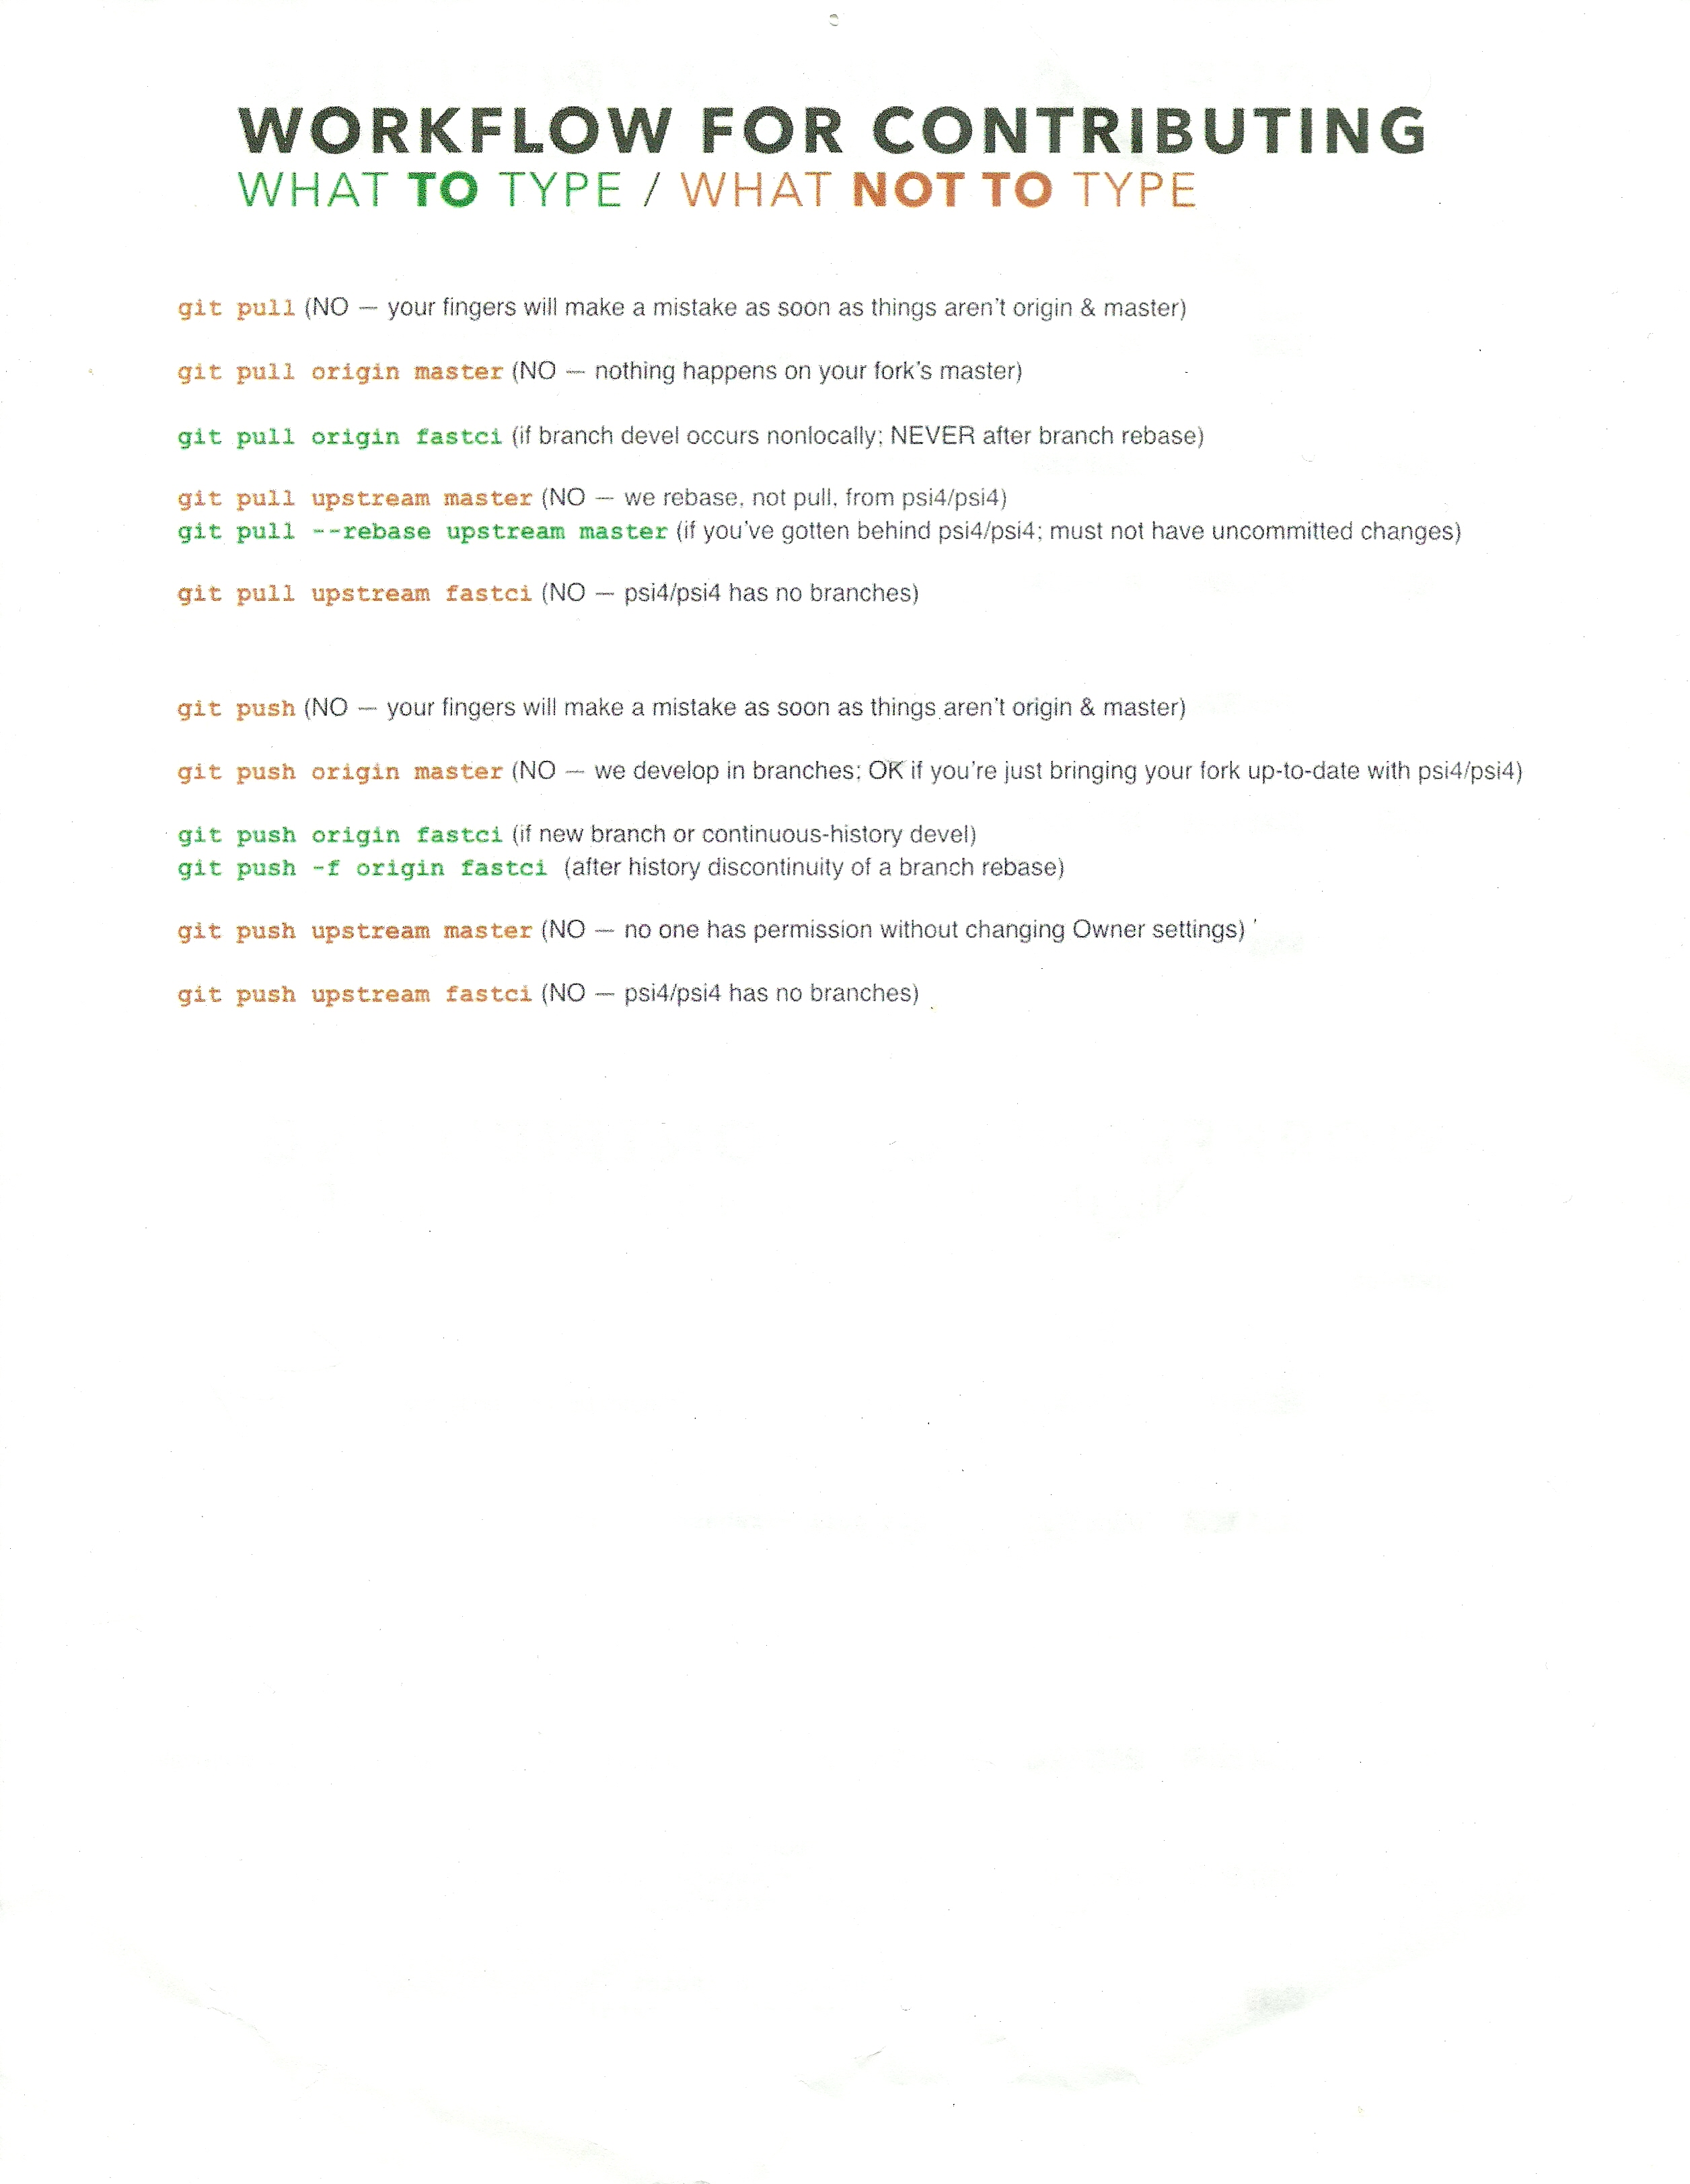 WORKFLOW FOR CONTRIBUTING
WHAT TO TYPE / WHAT NOT TO TYPE
git pull (NO — your fingers will make a mistake as soon as things aren't origin & master)
git pull origin master (NO — nothing happens on your fork's master)
git pull origin fastci (if branch devel occurs nonlocally; NEVER after branch rebase)
git pull upstream master (NO — we rebase, not pull, from psi4/psi4)
git pull --rebase upstream master (if you've gotten behind psi4/psi4; must not have uncommitted changes)
git pull upstream fastci (NO — psi4/psi4 has no branches)
git push (NO — your fingers will make a mistake as soon as things aren't origin & master)
git push origin master (NO — we develop in branches; OK if you're just bringing your fork up-to-date with psi4/psi4)
git push origin fastci (if new branch or continuous-history devel)
git push -f origin fastci (after history discontinuity of a branch rebase)
git push upstream master (NO — no one has permission without changing Owner settings)
git push upstream fastci (NO — psi4/psi4 has no branches)